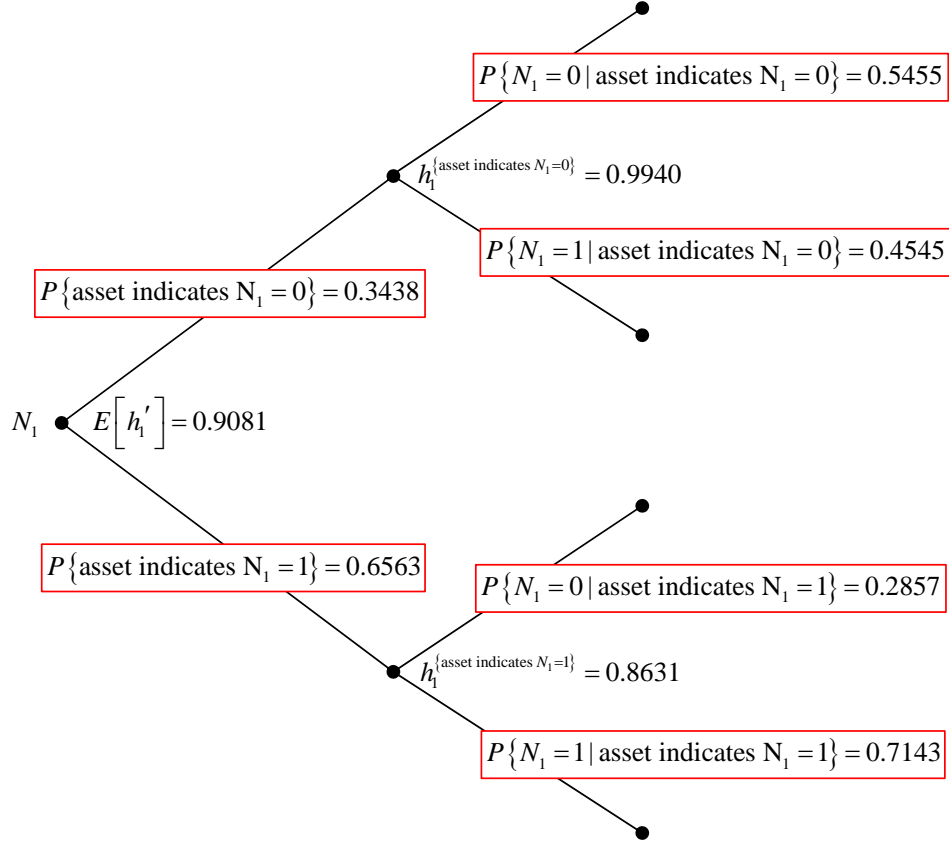 P{N₁ = 0 | asset indicates N₁ = 0} = 0.5455
h₁^{asset indicates N₁=0} = 0.9940
P{N₁ = 1 | asset indicates N₁ = 0} = 0.4545
P{asset indicates N₁ = 0} = 0.3438
N₁ E[h₁′] = 0.9081
P{asset indicates N₁ = 1} = 0.6563
P{N₁ = 0 | asset indicates N₁ = 1} = 0.2857
h₁^{asset indicates N₁=1} = 0.8631
P{N₁ = 1 | asset indicates N₁ = 1} = 0.7143